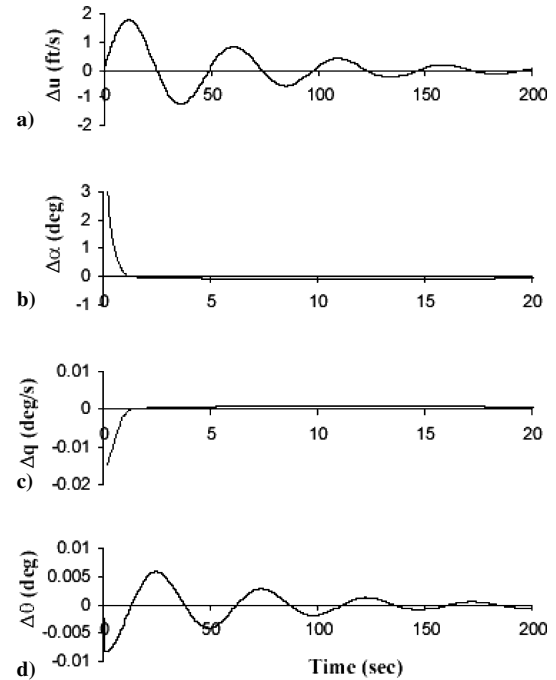 2
1
0
-1
-2
Δu (ft/s)
0 50 100 150 200
a)
3
2
1
0
-1
Δα (deg)
0 5 10 15 20
b)
0.01
0
-0.01
-0.02
Δq (deg/s)
0 5 10 15 20
c)
0.01
0.005
0
-0.005
-0.01
Δθ (deg)
0 50 100 150 200
d)
Time (sec)